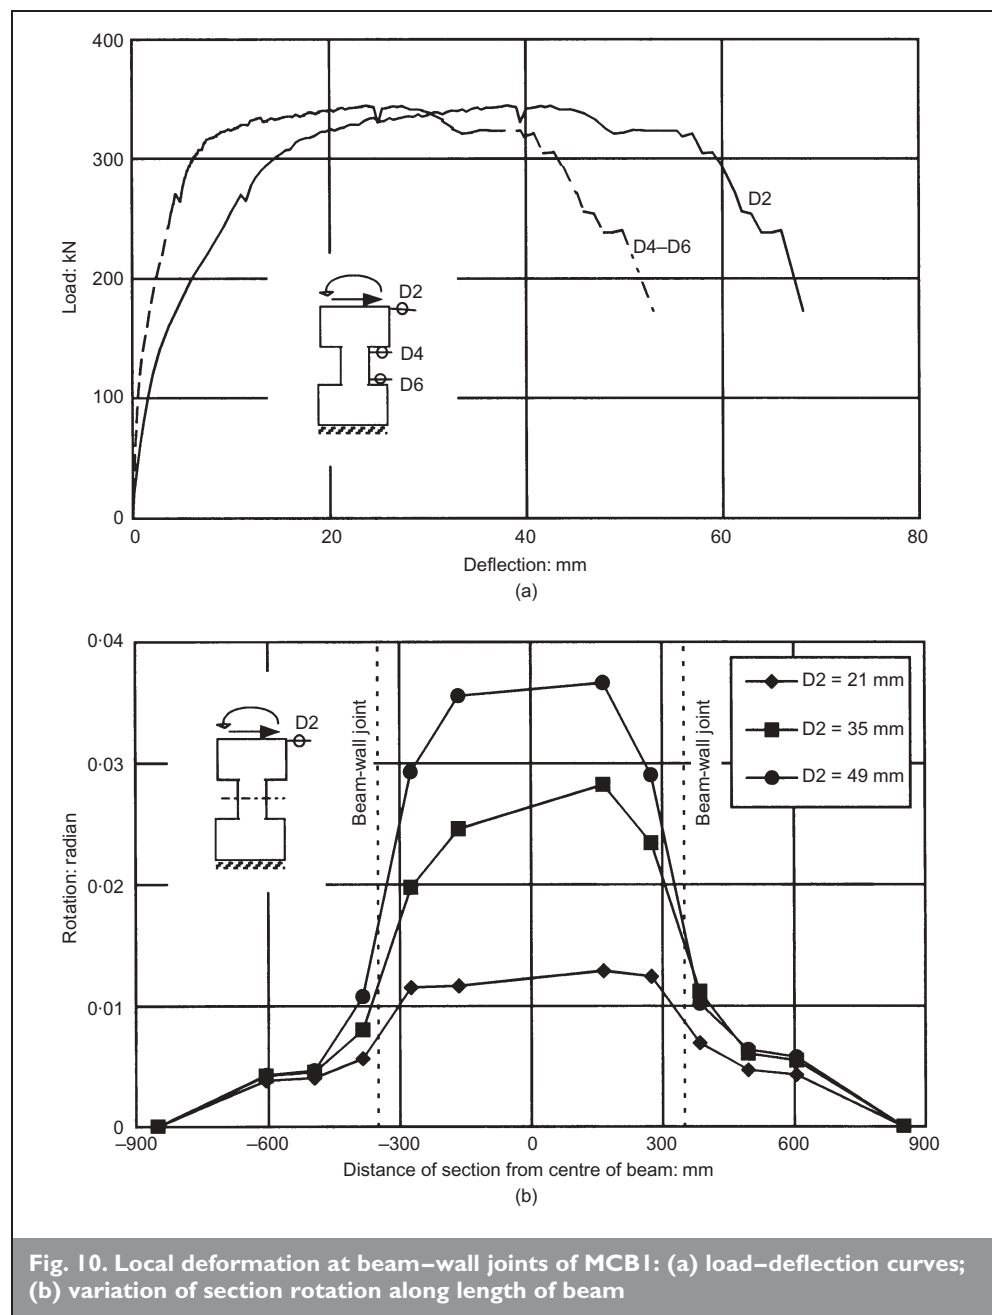 400
300
200
100
0
Load: kN
D2
D4–D6
D2
D4
D6
0
20
40
60
80
Deflection: mm
(a)
0·04
0·03
0·02
0·01
0
Rotation: radian
D2
Beam-wall joint
Beam-wall joint
D2 = 21 mm
D2 = 35 mm
D2 = 49 mm
–900
–600
–300
0
300
600
900
Distance of section from centre of beam: mm
(b)
Fig. 10. Local deformation at beam–wall joints of MCB1: (a) load–deflection curves;
(b) variation of section rotation along length of beam